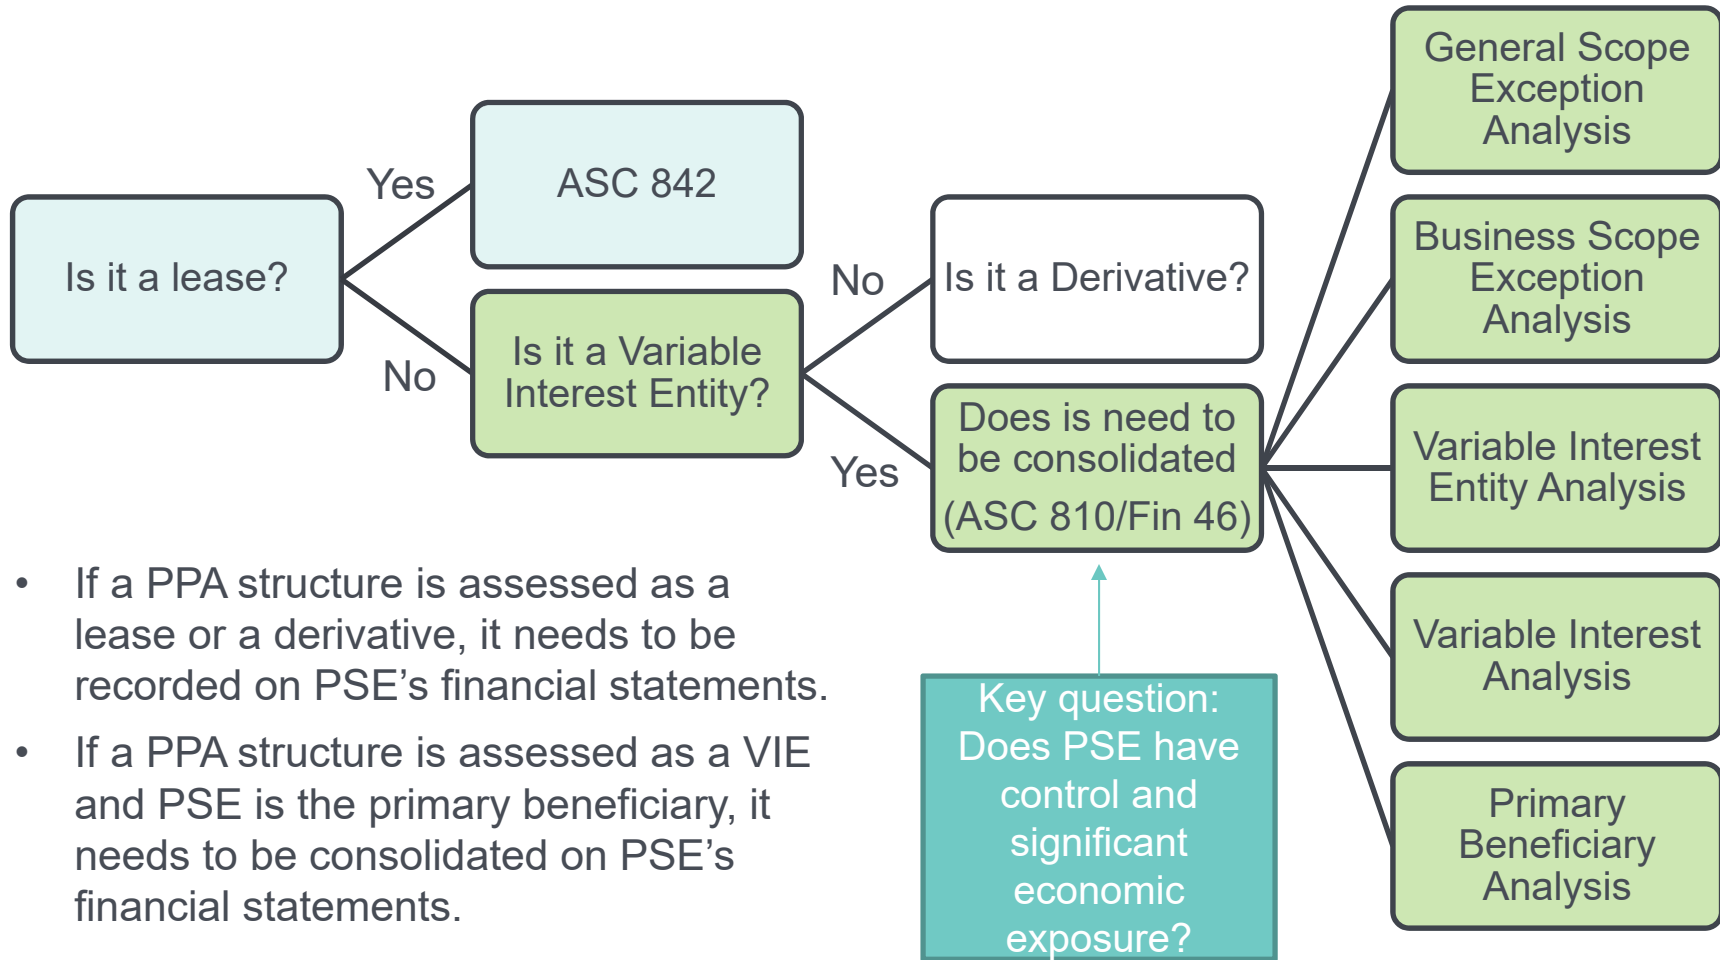 Is it a lease?
Yes
No
ASC 842
Is it a Variable
Interest Entity?
No
Yes
Is it a Derivative?
Does is need to
be consolidated
(ASC 810/Fin 46)
General Scope
Exception
Analysis
Business Scope
Exception
Analysis
Variable Interest
Entity Analysis
Variable Interest
Analysis
Primary
Beneficiary
Analysis
Key question:
Does PSE have
control and
significant
economic
exposure?
• If a PPA structure is assessed as a
lease or a derivative, it needs to be
recorded on PSE’s financial statements.
• If a PPA structure is assessed as a VIE
and PSE is the primary beneficiary, it
needs to be consolidated on PSE’s
financial statements.